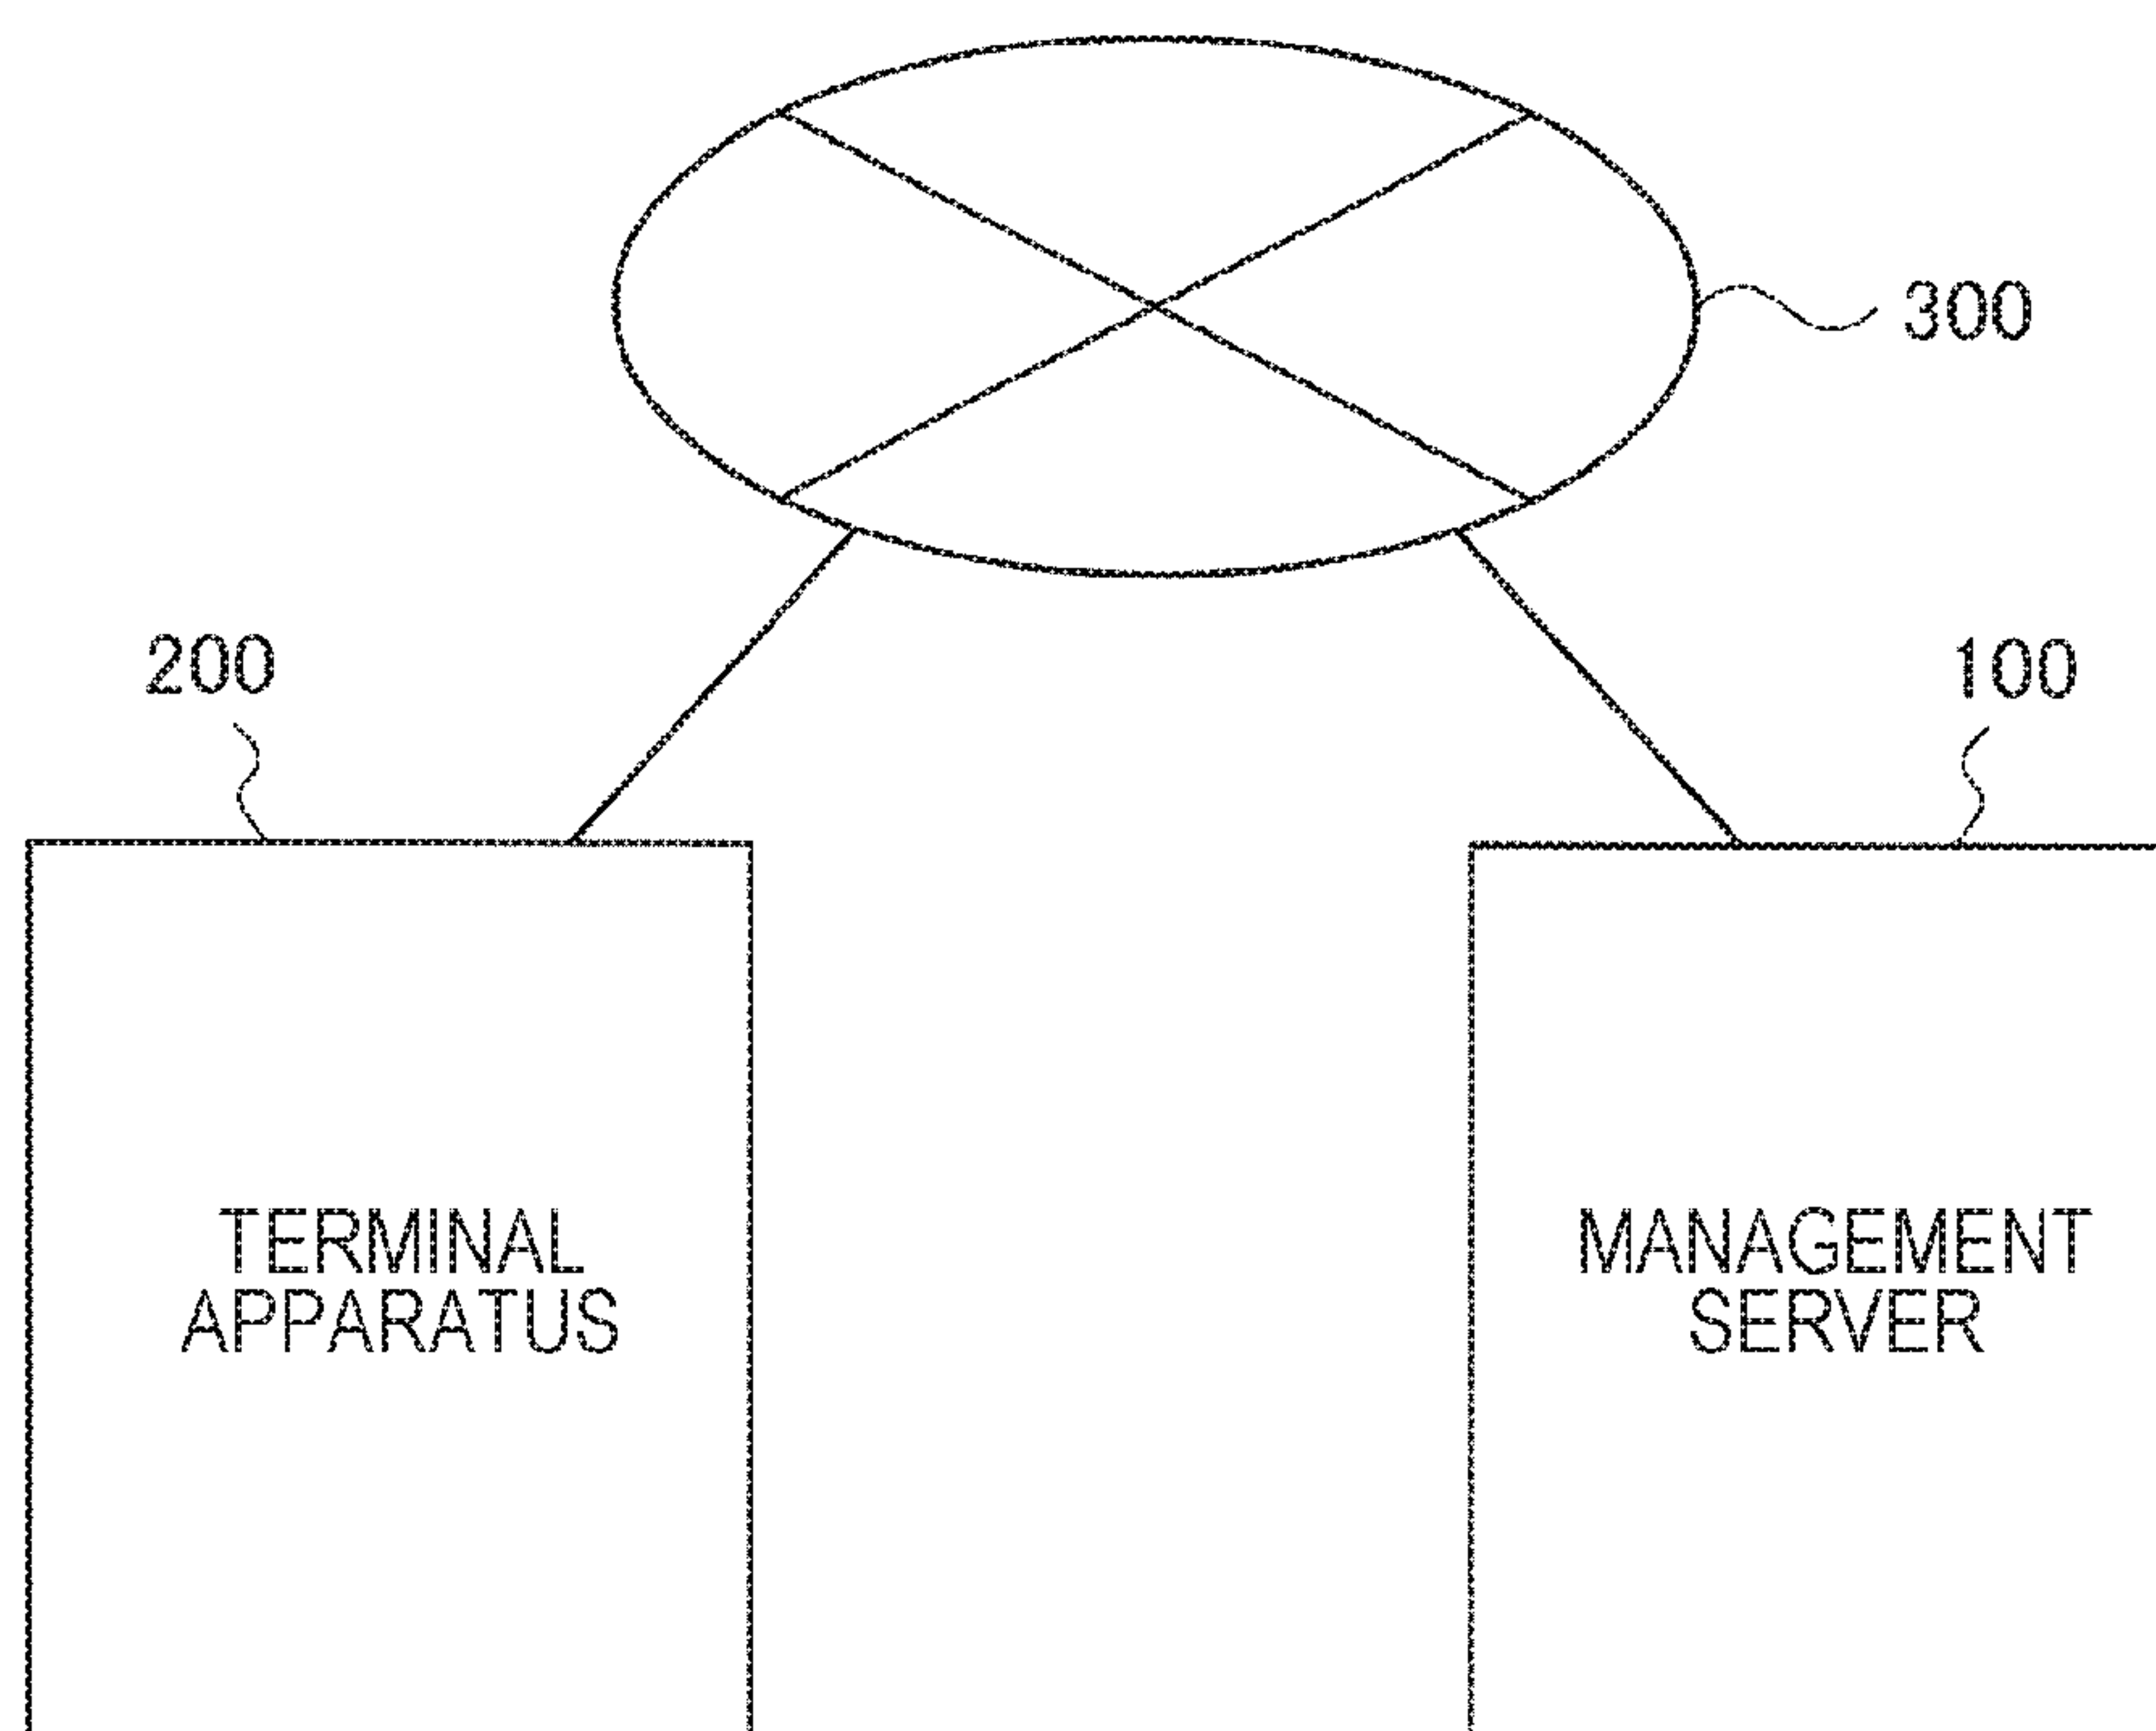 300
200
100
TERMINAL
APPARATUS
MANAGEMENT
SERVER